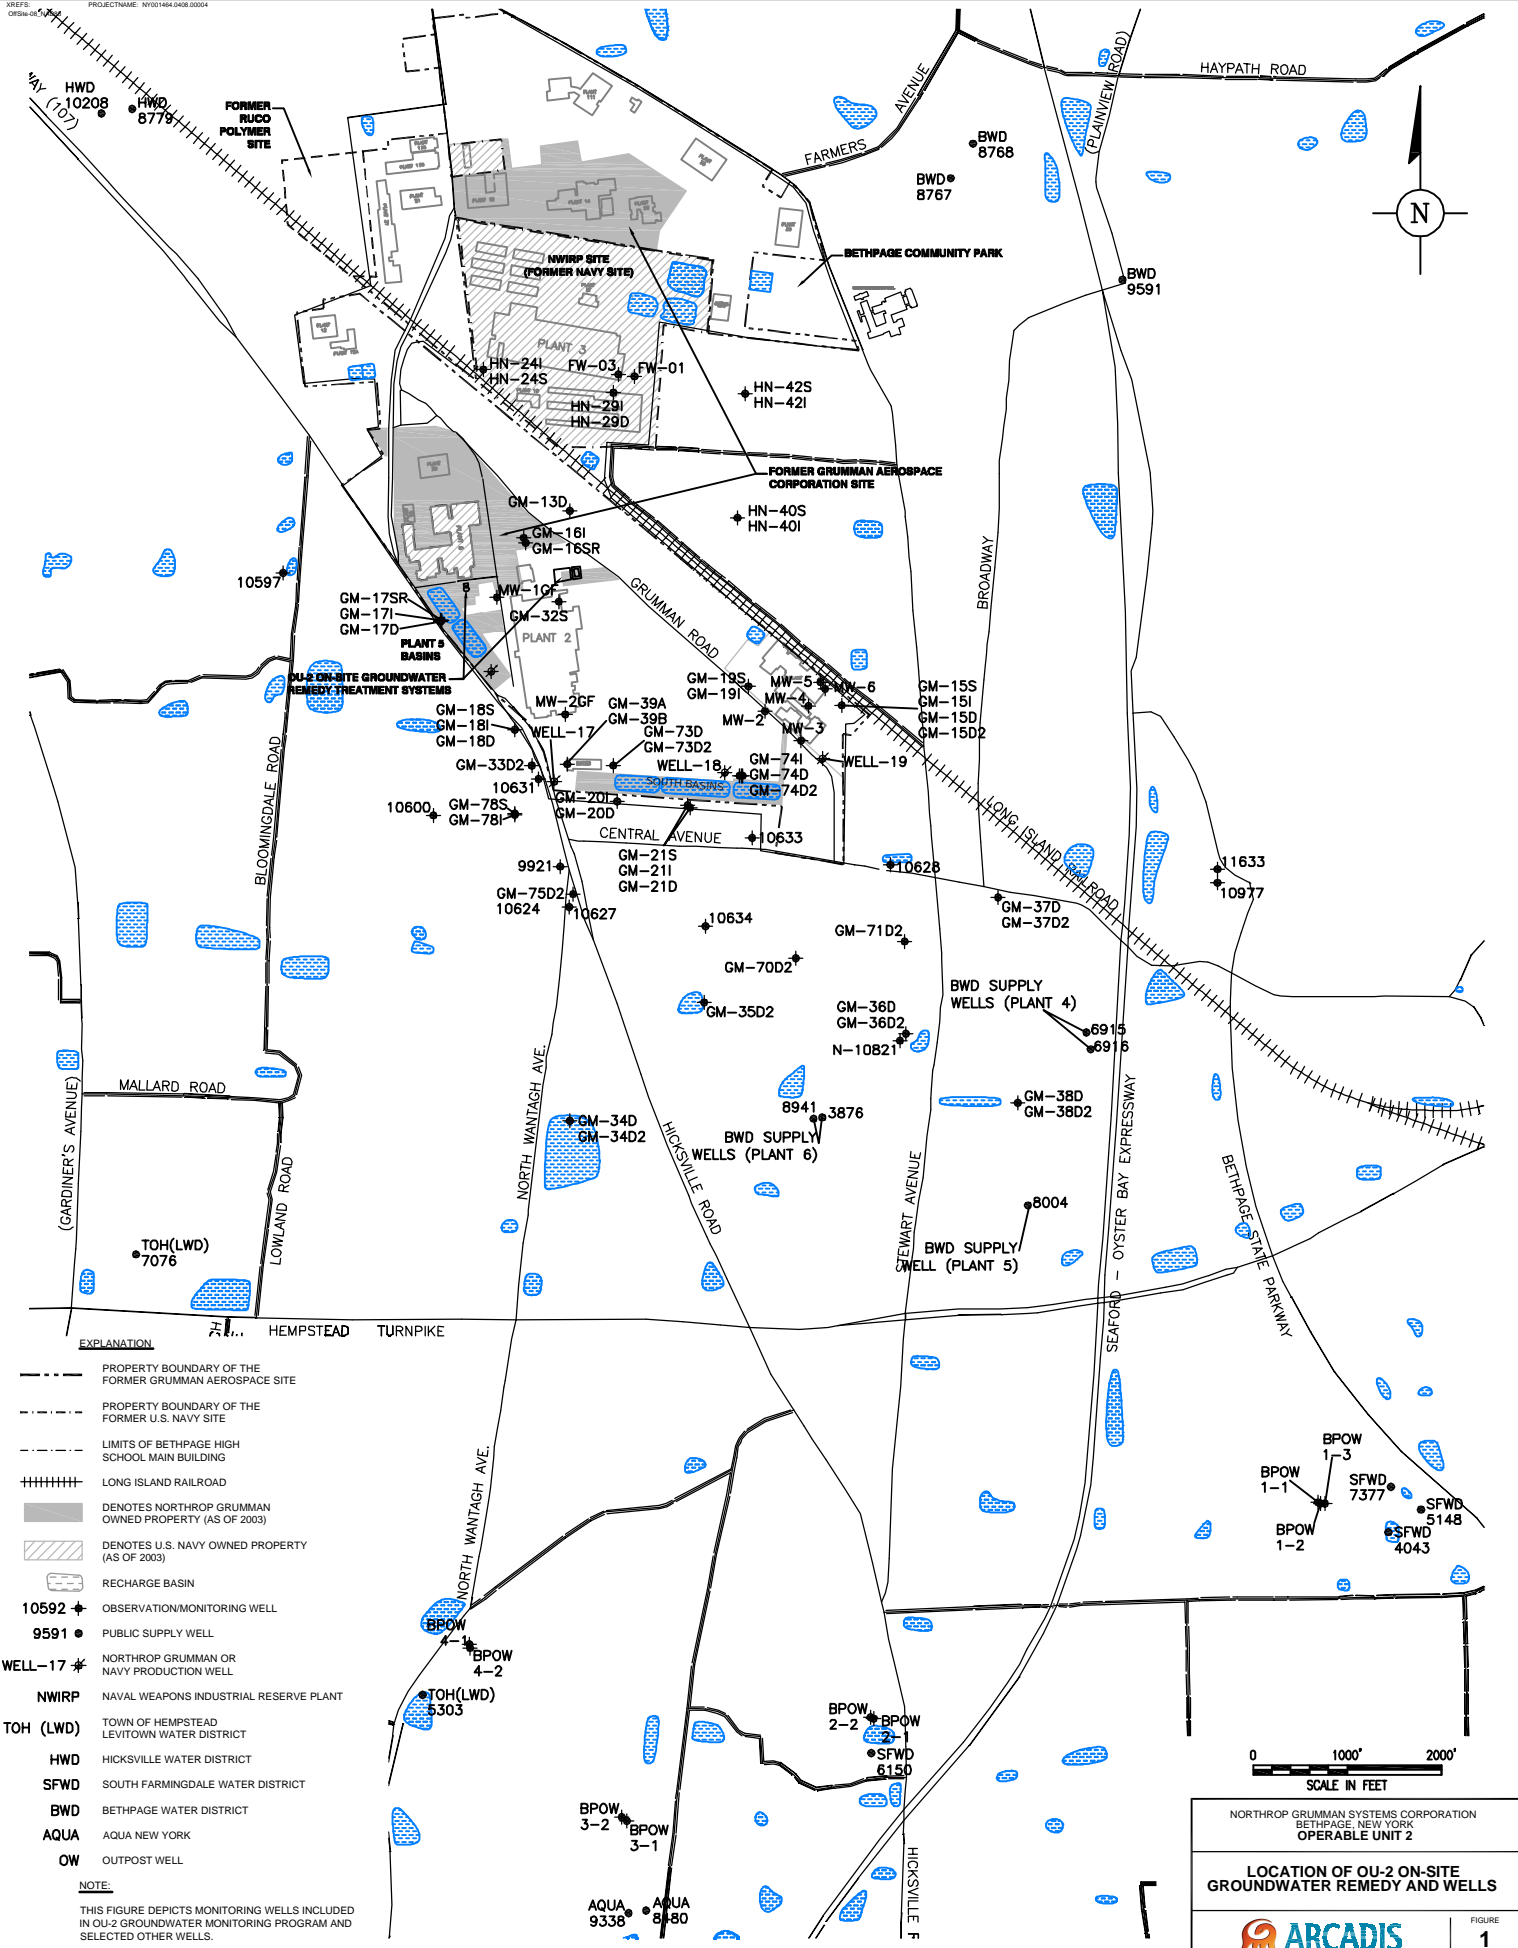 XREFS:
PROJECTNAME: NY001464.0408.00004
HWD
10208
HWD
8779
(107)
FORMER
RUCO
POLYMER
SITE
HAYPATH ROAD
FARMERS AVENUE
(PLAINVIEW ROAD)
BWD
8768
BWD
8767
BWD
9591
N
BETHPAGE COMMUNITY PARK
NWIRP SITE
(FORMER NAVY SITE)
PLANT 3
HN-24I
HN-24S
FW-03
FW-01
HN-29I
HN-29D
HN-42S
HN-42I
FORMER GRUMMAN AEROSPACE
CORPORATION SITE
GM-13D
HN-40S
HN-40I
GM-16I
GM-16SR
10597
GM-17SR
GM-17I
GM-17D
MW-1GF
GM-32S
PLANT 2
PLANT 5
BASINS
OU-2 ON-SITE GROUNDWATER
REMEDY TREATMENT SYSTEMS
GRUMMAN ROAD
BROADWAY
GM-19S
GM-19I
MW-5
MW-6
MW-4
MW-2
MW-3
GM-15S
GM-15I
GM-15D
GM-15D2
GM-18S
GM-18I
GM-18D
MW-2GF
WELL-17
GM-39A
GM-39B
GM-73D
GM-73D2
GM-33D2
WELL-18
GM-74I
GM-74D
GM-74D2
WELL-19
10631
SOUTH BASINS
10600
GM-78S
GM-78I
GM-20I
GM-20D
CENTRAL AVENUE
10633
LONG ISLAND RAILROAD
BLOOMINGDALE ROAD
9921
GM-21S
GM-21I
GM-21D
10628
11633
10977
GM-75D2
10624
10627
GM-37D
GM-37D2
10634
GM-71D2
GM-70D2
GM-35D2
BWD SUPPLY
WELLS (PLANT 4)
GM-36D
GM-36D2
N-10821
6915
6916
MALLARD ROAD
(GARDINER'S AVENUE)
LOWLAND ROAD
NORTH WANTAGH AVE.
GM-34D
GM-34D2
8941
3876
BWD SUPPLY
WELLS (PLANT 6)
GM-38D
GM-38D2
HICKSVILLE ROAD
STEWART AVENUE
SEAFORD - OYSTER BAY EXPRESSWAY
BETHPAGE STATE PARKWAY
8004
BWD SUPPLY
WELL (PLANT 5)
TOH(LWD)
7076
HEMPSTEAD TURNPIKE
EXPLANATION
PROPERTY BOUNDARY OF THE
FORMER GRUMMAN AEROSPACE SITE
PROPERTY BOUNDARY OF THE
FORMER U.S. NAVY SITE
LIMITS OF BETHPAGE HIGH
SCHOOL MAIN BUILDING
LONG ISLAND RAILROAD
DENOTES NORTHROP GRUMMAN
OWNED PROPERTY (AS OF 2003)
DENOTES U.S. NAVY OWNED PROPERTY
(AS OF 2003)
RECHARGE BASIN
10592 OBSERVATION/MONITORING WELL
9591 PUBLIC SUPPLY WELL
WELL-17 NORTHROP GRUMMAN OR
NAVY PRODUCTION WELL
NWIRP NAVAL WEAPONS INDUSTRIAL RESERVE PLANT
TOH (LWD) TOWN OF HEMPSTEAD
LEVITOWN WATER DISTRICT
HWD HICKSVILLE WATER DISTRICT
SFWD SOUTH FARMINGDALE WATER DISTRICT
BWD BETHPAGE WATER DISTRICT
AQUA AQUA NEW YORK
OW OUTPOST WELL
NOTE:
THIS FIGURE DEPICTS MONITORING WELLS INCLUDED
IN OU-2 GROUNDWATER MONITORING PROGRAM AND
SELECTED OTHER WELLS.
NORTH WANTAGH AVE.
BPOW
4-1
BPOW
4-2
TOH(LWD)
5303
BPOW
3-2
BPOW
3-1
AQUA
9338
AQUA
8480
BPOW
2-2
BPOW
2-1
SFWD
6150
HICKSVILLE
BPOW
1-3
BPOW
1-1
BPOW
1-2
SFWD
7377
SFWD
5148
SFWD
4043
0 1000' 2000'
SCALE IN FEET
NORTHROP GRUMMAN SYSTEMS CORPORATION
BETHPAGE, NEW YORK
OPERABLE UNIT 2
LOCATION OF OU-2 ON-SITE
GROUNDWATER REMEDY AND WELLS
ARCADIS
FIGURE
1